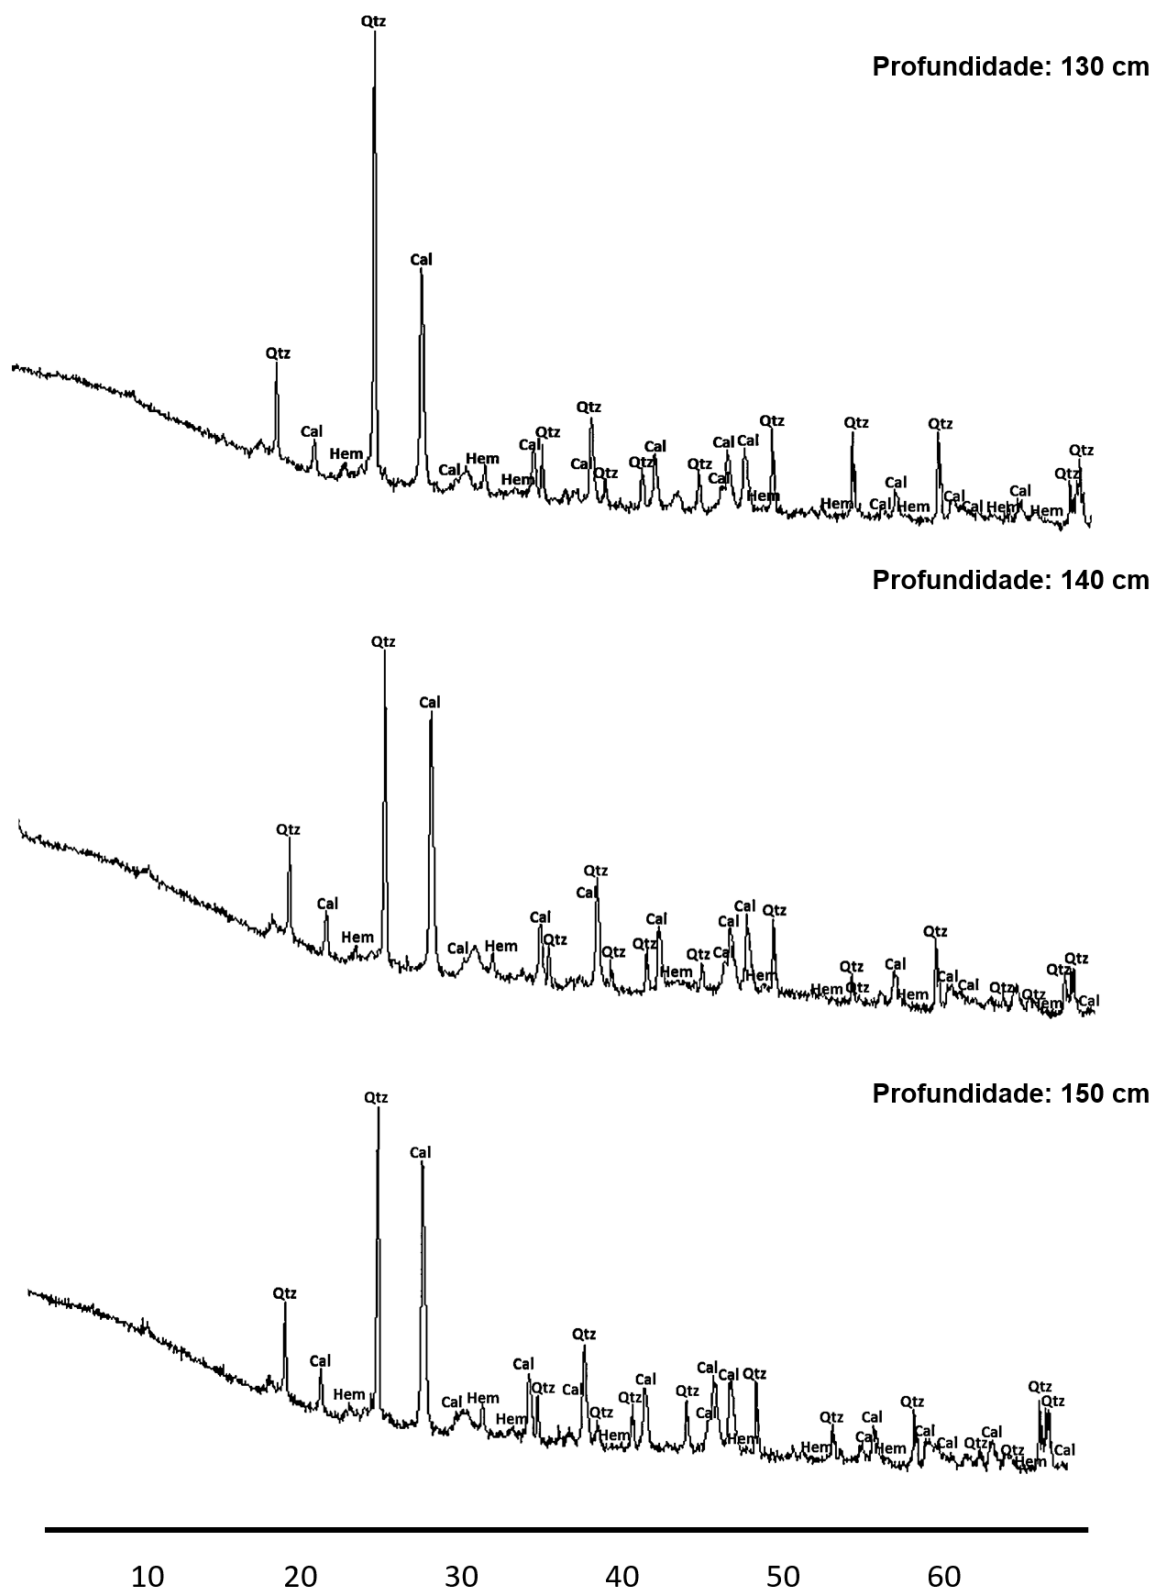 Qtz
Profundidade: 130 cm
Cal
Qtz
Qtz
Cal Hem Cal Hem Hem Cal Qtz Cal Qtz Qtz Cal Qtz Cal Cal Cal Hem Qtz Hem Qtz Cal Cal Hem Qtz Cal Cal Hem Cal Hem Qtz Qtz
Profundidade: 140 cm
Qtz
Cal
Qtz
Cal Hem Cal Hem Cal Qtz Cal Qtz Qtz Qtz Cal Hem Qtz Cal Cal Cal Hem Qtz Hem Qtz Qtz Cal Hem Qtz Cal Cal Qtz Qtz Hem Qtz Cal
Profundidade: 150 cm
Qtz
Cal
Qtz
Cal Hem Cal Hem Hem Cal Qtz Cal Qtz Qtz Hem Qtz Cal Qtz Cal Cal Cal Hem Qtz Hem Qtz Cal Cal Hem Qtz Cal Cal Qtz Cal Qtz Hem Qtz Qtz Cal
10 20 30 40 50 60